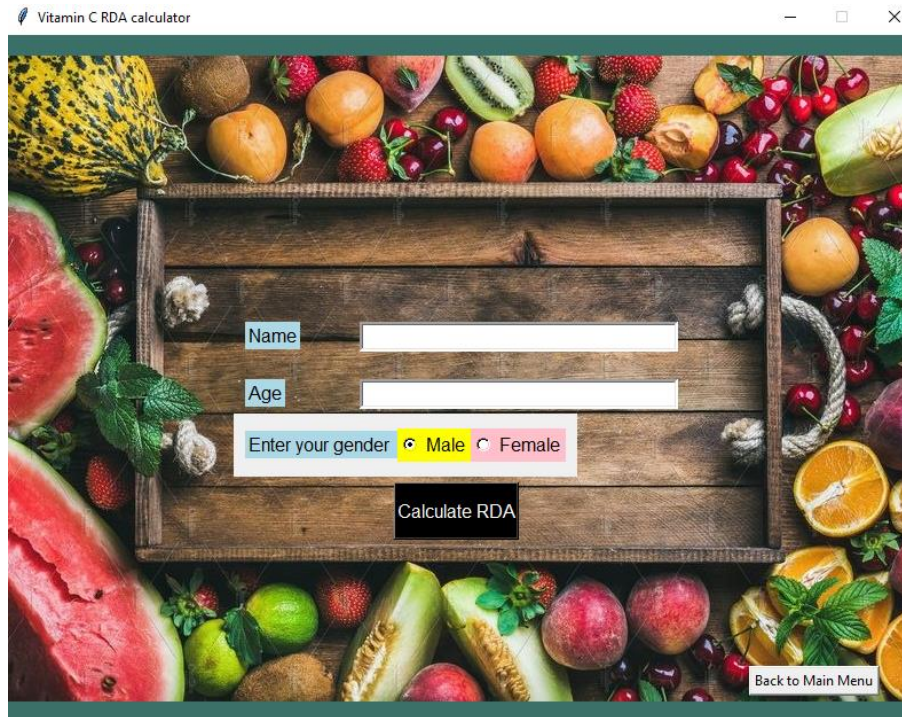 Vitamin C RDA calculator
Name
Age
Enter your gender Male Female
Calculate RDA
Back to Main Menu